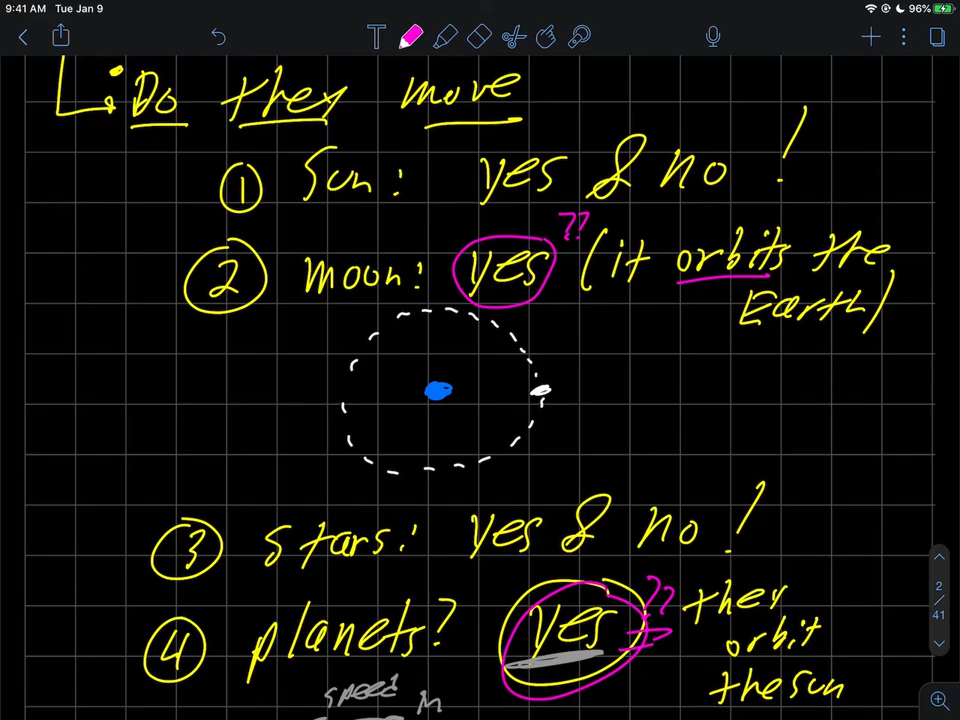 9:41 AM Tue Jan 9
96%
Do they move
① Sun: yes & no !
?? 
② moon: yes (it orbits the
Earth)
③ stars: yes & no !
④ planets? yes ?? they
orbit
the sun
speed
2
/
41